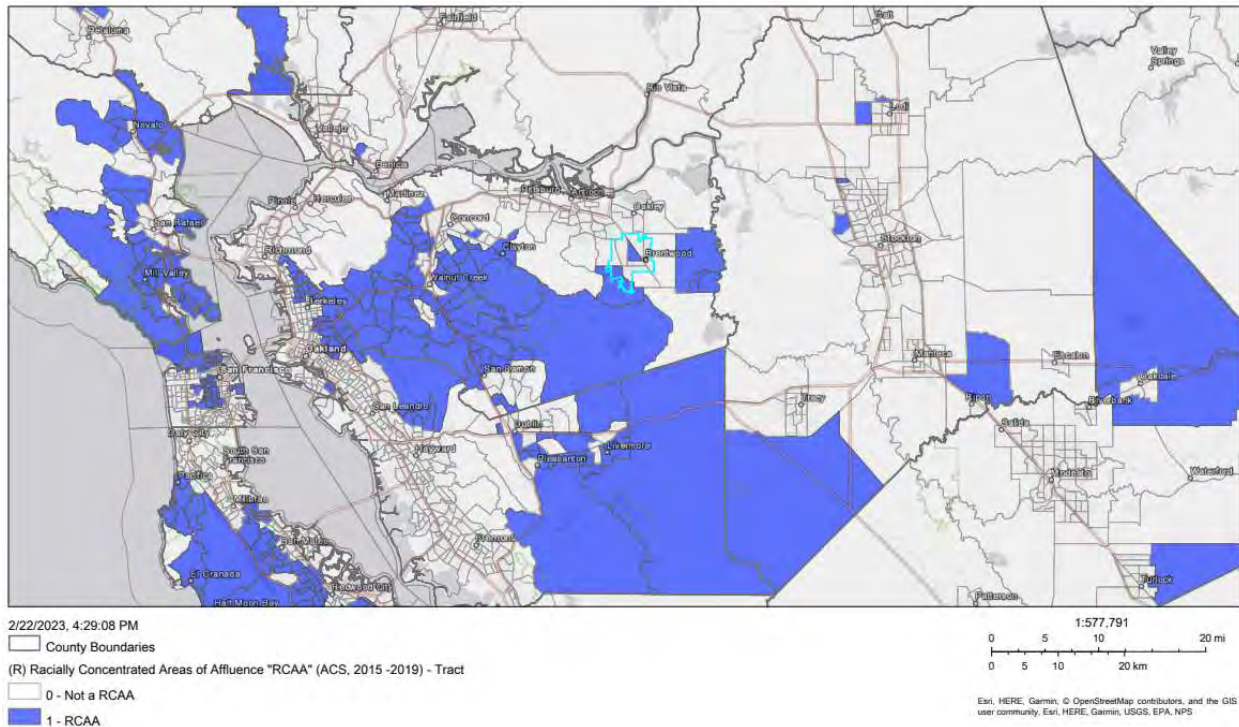 Fairfield
Galt
Petaluma
Valley
Springs
Rio Vista
Lodi
Novato
Vallejo
Benicia
Martinez
Pittsburg
Antioch
Pinole
Hercules
Oakley
San Rafael
Concord
Stockton
Richmond
Clayton
Brentwood
Mill Valley
Walnut Creek
Berkeley
Oakland
Manteca
Escalon
San Francisco
San Ramon
Oakdale
Ripon
Riverbank
San Leandro
Tracy
Daly City
Dublin
Salida
Livermore
Hayward
South San
Francisco
Pleasanton
Modesto
Waterford
Pacifica
Millbrae
San Mateo
Fremont
El Granada
Turlock
Redwood City
Half Moon Bay
Patterson
2/22/2023, 4:29:08 PM
County Boundaries
(R) Racially Concentrated Areas of Affluence "RCAA" (ACS, 2015 -2019) - Tract
0 - Not a RCAA
1 - RCAA
1:577,791
0 5 10 20 mi
0 5 10 20 km
Esri, HERE, Garmin, © OpenStreetMap contributors, and the GIS
user community, Esri, HERE, Garmin, USGS, EPA, NPS